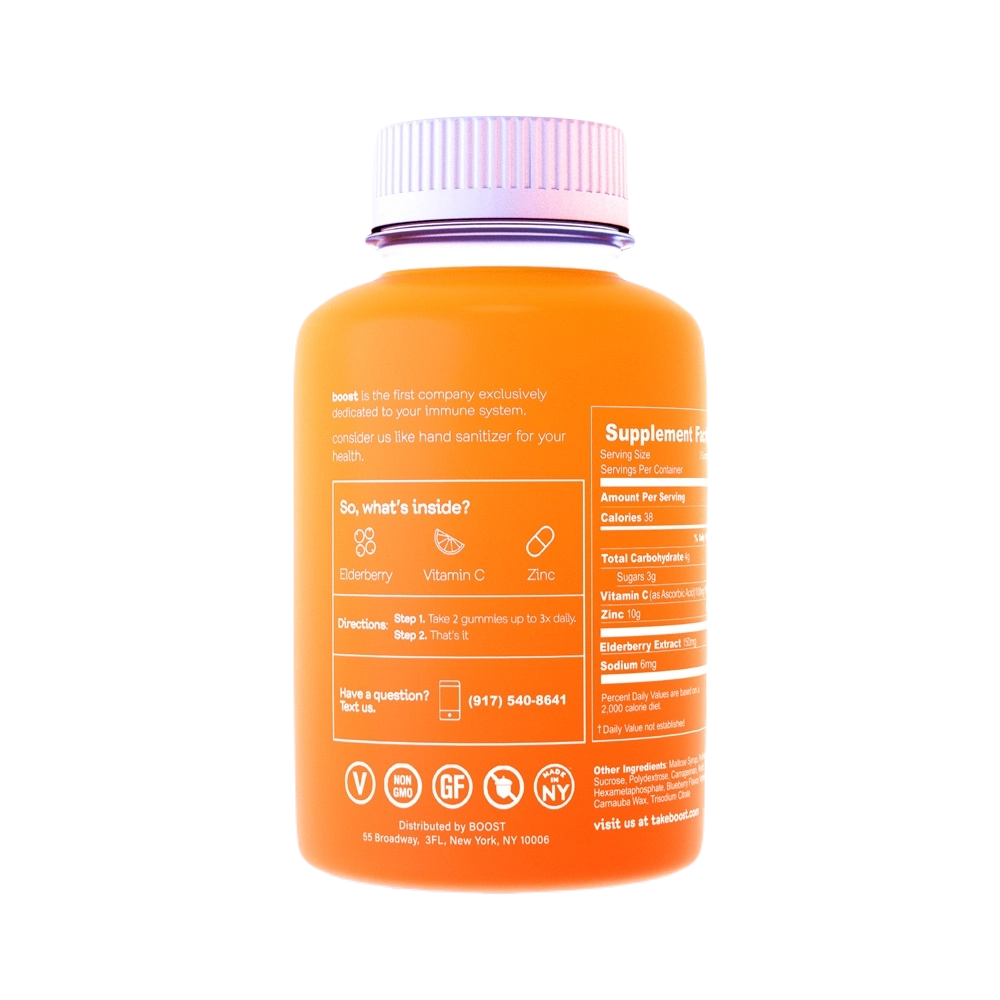 boost is the first company exclusively
dedicated to your immune system.
consider us like hand sanitizer for your
health.
So, what's inside?
Elderberry Vitamin C Zinc
Directions: Step 1. Take 2 gummies up to 3x daily.
Step 2. That's it
Have a question?
Text us.
(917) 540-8641
V
NON
GMO
GF
MADE
IN
NY
Distributed by BOOST
55 Broadway, 3FL, New York, NY 10006
Supplement
Serving Size
Servings Per Container
Amount Per Serving
Calories 38
Total Carbohydrate 4g
Sugars 3g
Vitamin C (as Ascorbic Acid)
Zinc 10g
Elderberry Extract 150mg
Sodium 6mg
Percent Daily Values are based on a
2,000 calorie diet.
† Daily Value not established
Other Ingredients: Maltose Syrup,
Sucrose, Polydextrose, Carrageenan,
Hexametaphosphate, Blueberry Flavor
Carnauba Wax, Trisodium Citrate
visit us at takeboost.com